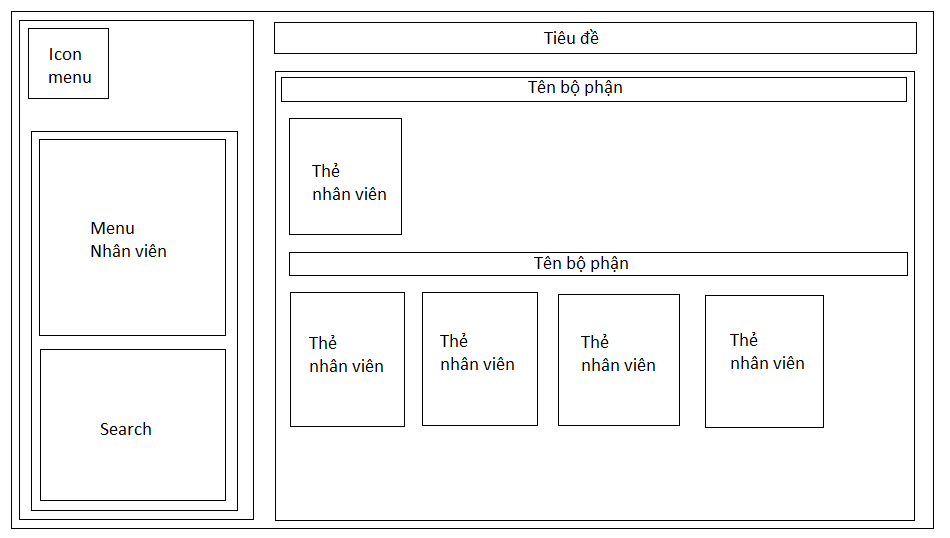 Icon
menu
Menu
Nhân viên
Search
Tiêu đề
Tên bộ phận
Thẻ
nhân viên
Tên bộ phận
Thẻ
nhân viên
Thẻ
nhân viên
Thẻ
nhân viên
Thẻ
nhân viên